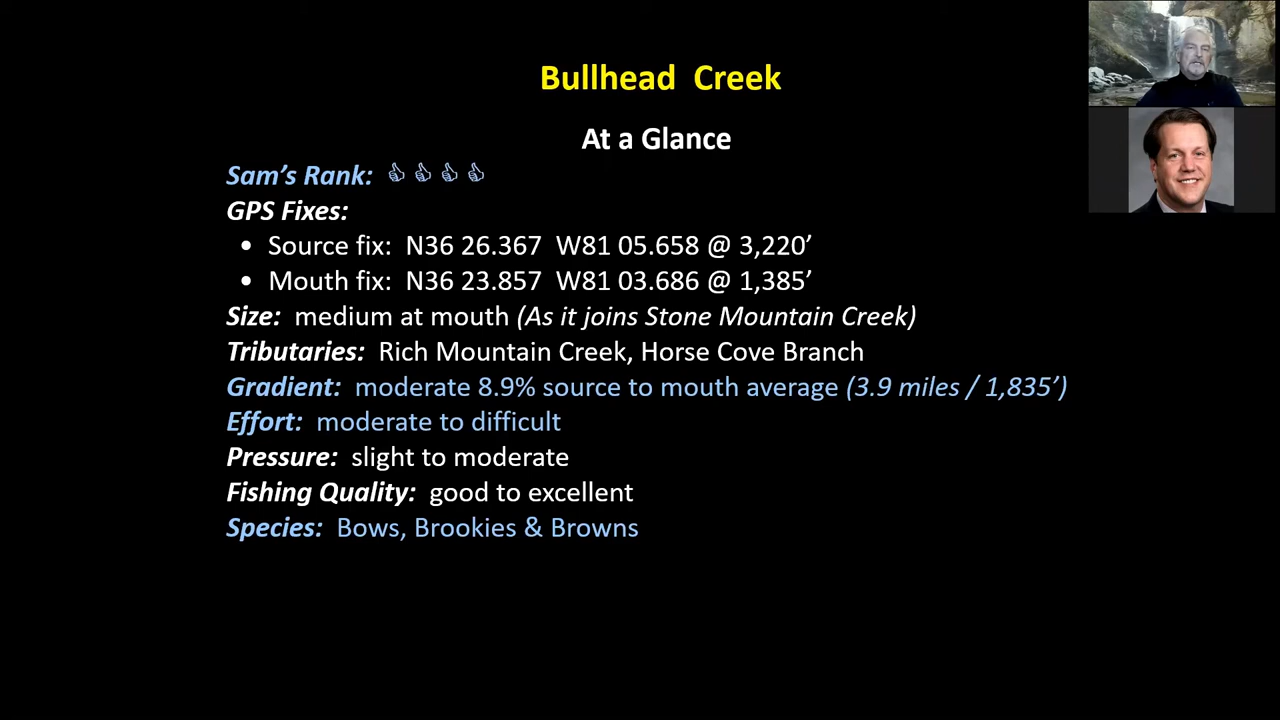 Bullhead Creek
At a Glance
Sam's Rank: 👍 👍 👍 👍
GPS Fixes:
• Source fix: N36 26.367 W81 05.658 @ 3,220’
• Mouth fix: N36 23.857 W81 03.686 @ 1,385’
Size: medium at mouth (As it joins Stone Mountain Creek)
Tributaries: Rich Mountain Creek, Horse Cove Branch
Gradient: moderate 8.9% source to mouth average (3.9 miles / 1,835’)
Effort: moderate to difficult
Pressure: slight to moderate
Fishing Quality: good to excellent
Species: Bows, Brookies & Browns